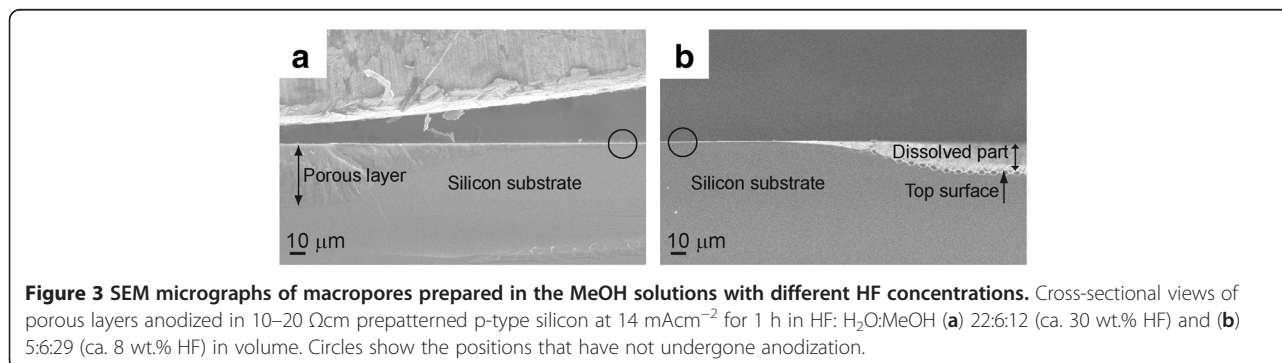 a
Porous layer
Silicon substrate
10 μm
b
Dissolved part
Silicon substrate
Top surface
10 μm
Figure 3 SEM micrographs of macropores prepared in the MeOH solutions with different HF concentrations. Cross-sectional views of
porous layers anodized in 10–20 Ωcm prepatterned p-type silicon at 14 mAcm⁻² for 1 h in HF: H₂O:MeOH (a) 22:6:12 (ca. 30 wt.% HF) and (b)
5:6:29 (ca. 8 wt.% HF) in volume. Circles show the positions that have not undergone anodization.